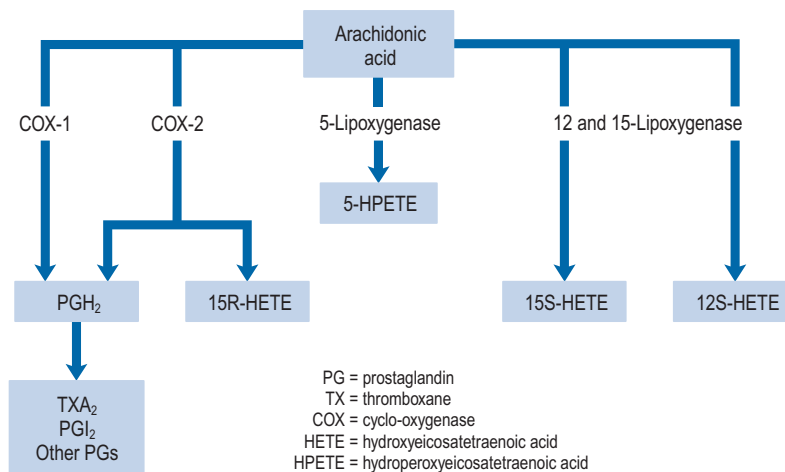 Arachidonic
acid
COX-1
COX-2
5-Lipoxygenase
12 and 15-Lipoxygenase
5-HPETE
PGH₂
15R-HETE
15S-HETE
12S-HETE
TXA₂
PGI₂
Other PGs
PG = prostaglandin
TX = thromboxane
COX = cyclo-oxygenase
HETE = hydroxyeicosatetraenoic acid
HPETE = hydroperoxyeicosatetraenoic acid